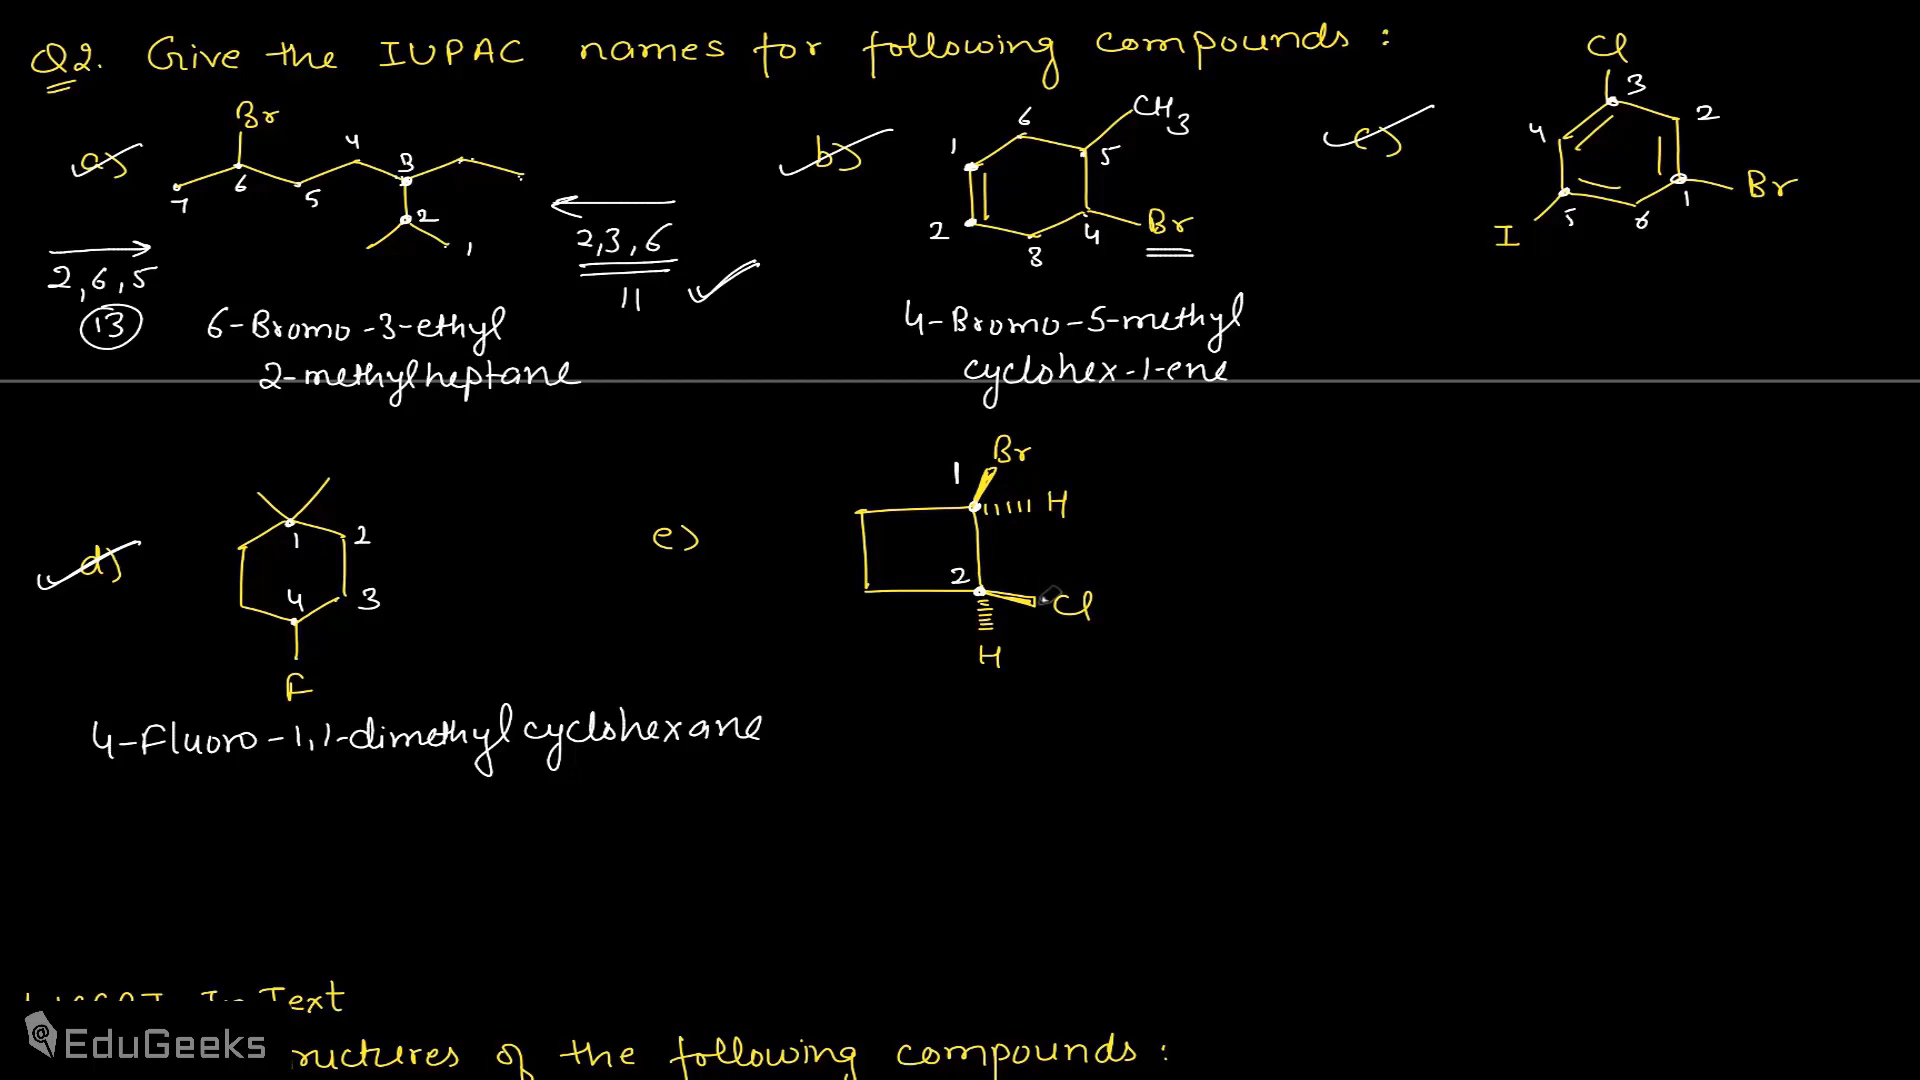 Q2. Give the IUPAC names for following compounds :
a)
Br
7 6 5 4 3 2 1
2,6,5
13
2,3,6
11
6-Bromo-3-ethyl
2-methylheptane
b)
CH3
Br
1 2 3 4 5 6
4-Bromo-5-methyl
cyclohex-1-ene
c)
Cl
Br
I
1 2 3 4 5 6
d)
1 2 3 4
F
4-Fluoro-1,1-dimethylcyclohexane
e)
1 Br
H
2 Cl
H
Text
ructures of the following compounds :
EduGeeks